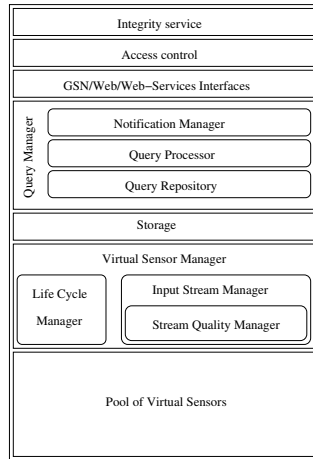 Integrity service
Access control
GSN/Web/Web−Services Interfaces
Query Manager
Notification Manager
Query Processor
Query Repository
Storage
Virtual Sensor Manager
Life Cycle
Manager
Input Stream Manager
Stream Quality Manager
Pool of Virtual Sensors